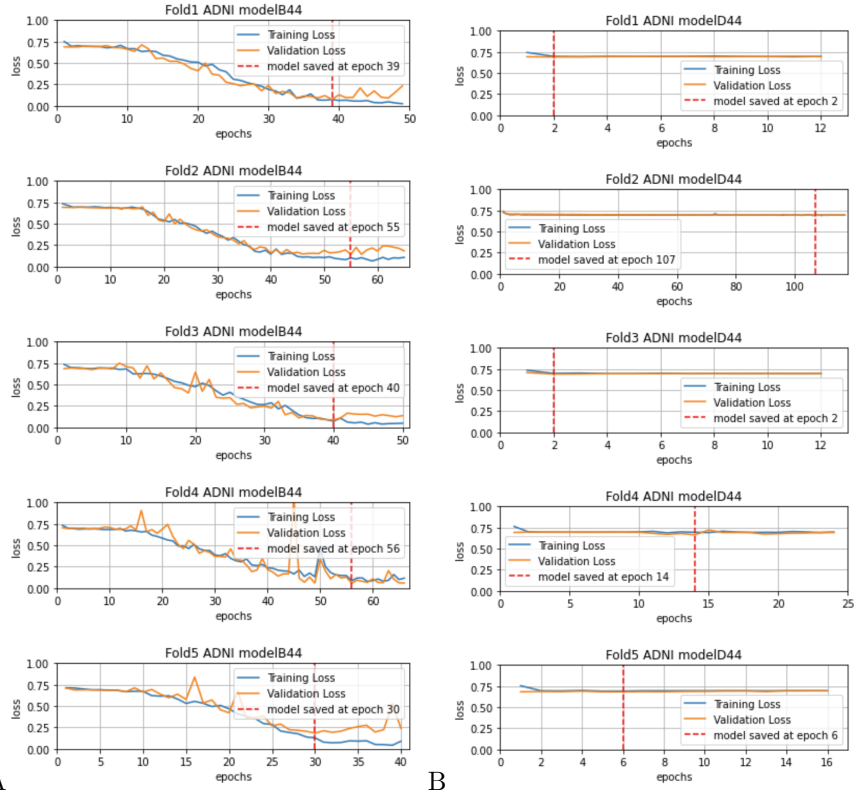 Fold1 ADNI modelB44
1.00
0.75
0.50
0.25
0.00
loss
Training Loss
Validation Loss
model saved at epoch 39
0 10 20 30 40 50
epochs
Fold2 ADNI modelB44
1.00
0.75
0.50
0.25
0.00
loss
Training Loss
Validation Loss
model saved at epoch 55
0 10 20 30 40 50 60
epochs
Fold3 ADNI modelB44
1.00
0.75
0.50
0.25
0.00
loss
Training Loss
Validation Loss
model saved at epoch 40
0 10 20 30 40 50
epochs
Fold4 ADNI modelB44
1.00
0.75
0.50
0.25
0.00
loss
Training Loss
Validation Loss
model saved at epoch 56
0 10 20 30 40 50 60
epochs
Fold5 ADNI modelB44
1.00
0.75
0.50
0.25
0.00
loss
Training Loss
Validation Loss
model saved at epoch 30
0 5 10 15 20 25 30 35 40
epochs
Fold1 ADNI modelD44
1.00
0.75
0.50
0.25
0.00
loss
Training Loss
Validation Loss
model saved at epoch 2
0 2 4 6 8 10 12
epochs
Fold2 ADNI modelD44
1.00
0.75
0.50
0.25
0.00
loss
Training Loss
Validation Loss
model saved at epoch 107
20 40 60 80 100
epochs
Fold3 ADNI modelD44
1.00
0.75
0.50
0.25
0.00
loss
Training Loss
Validation Loss
model saved at epoch 2
0 2 4 6 8 10 12
epochs
Fold4 ADNI modelD44
1.00
0.75
0.50
0.25
0.00
loss
Training Loss
Validation Loss
model saved at epoch 14
0 5 10 15 20 25
epochs
Fold5 ADNI modelD44
1.00
0.75
0.50
0.25
0.00
loss
Training Loss
Validation Loss
model saved at epoch 6
0 2 4 6 8 10 12 14 16
epochs
B